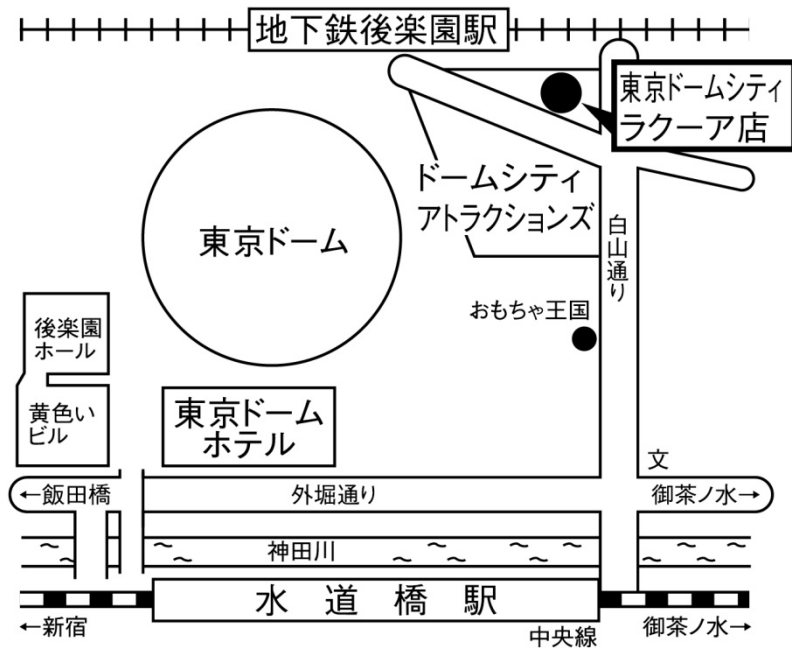 地下鉄後楽園駅
東京ドームシティ
ラクーア店
ドームシティ
アトラクションズ
東京ドーム
白山通り
おもちゃ王国
後楽園
ホール
黄色い
ビル
東京ドーム
ホテル
文
←飯田橋
外堀通り
御茶ノ水→
神田川
水道橋駅
←新宿
中央線
御茶ノ水→